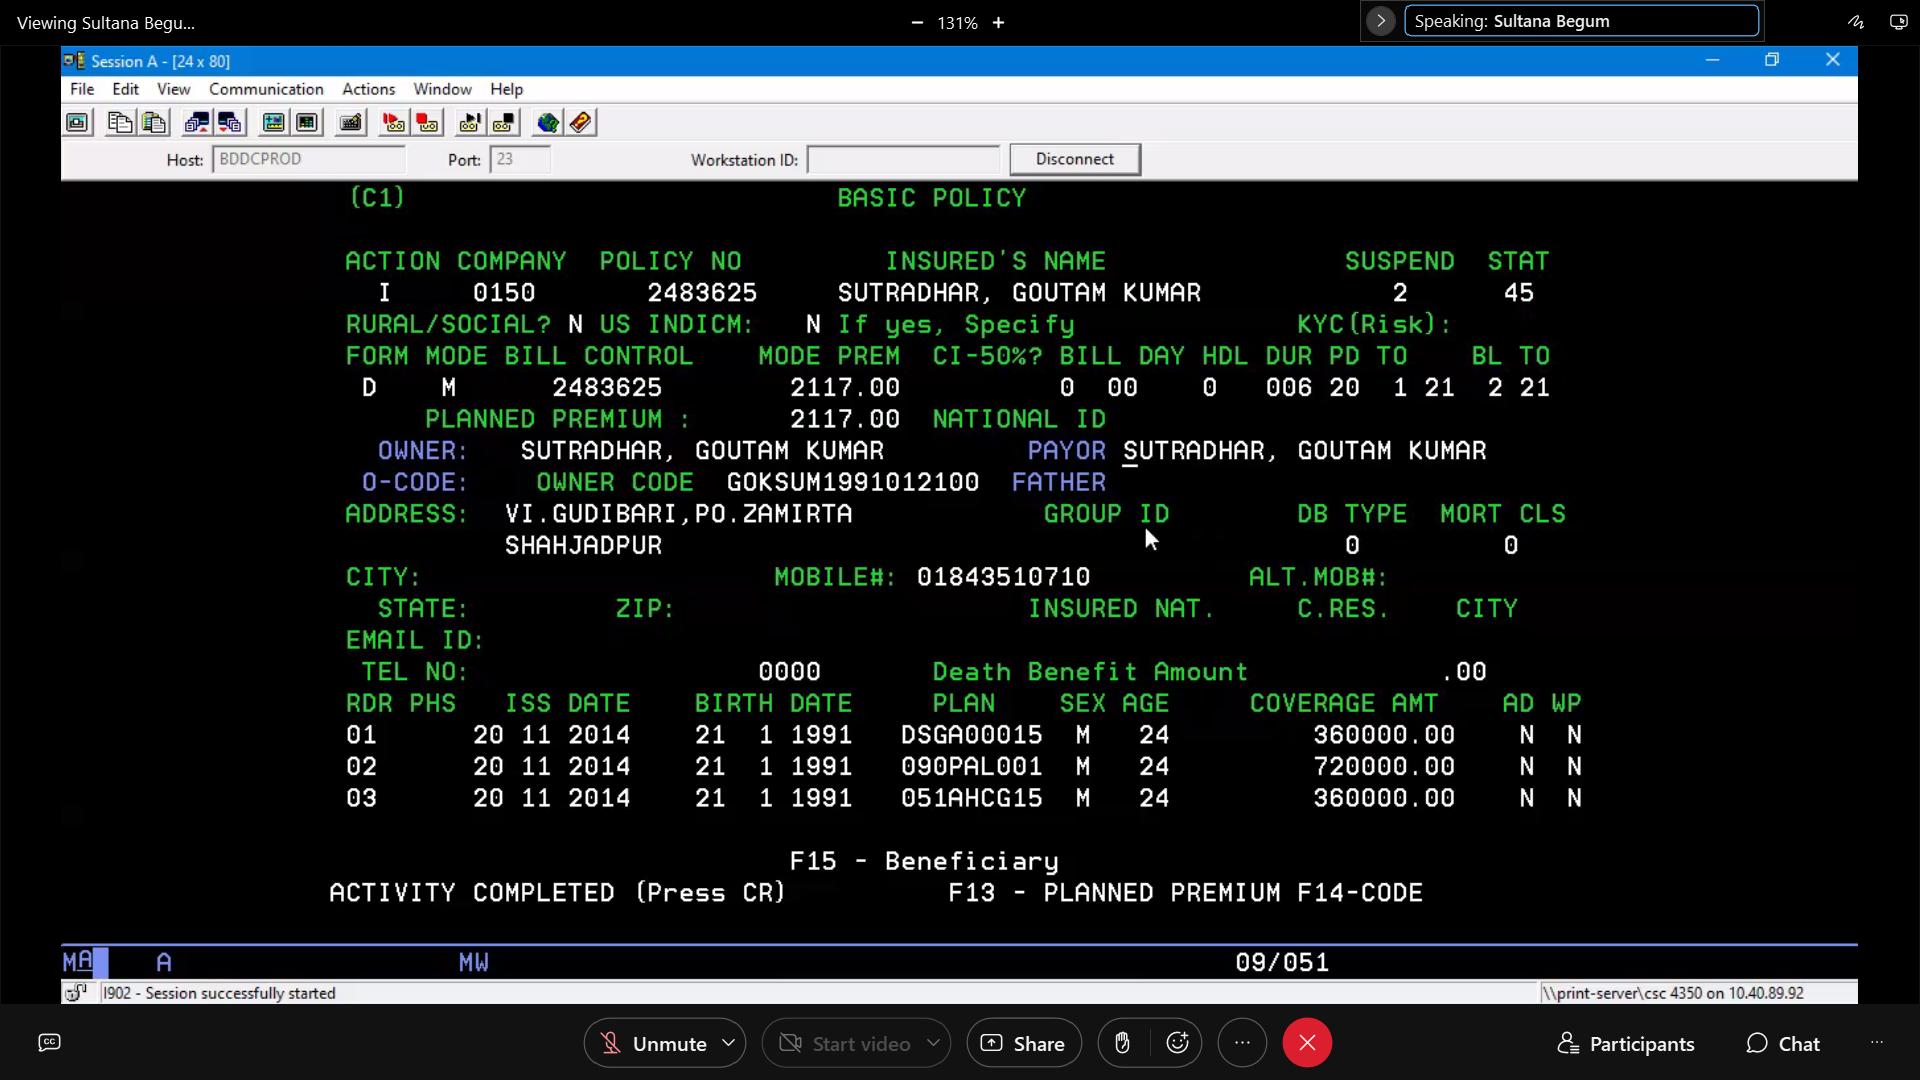 Viewing Sultana Begu...
131%
Speaking: Sultana Begum
Session A - [24 x 80]
File Edit View Communication Actions Window Help
Host: BDDCPROD Port: 23 Workstation ID: Disconnect
(C1) BASIC POLICY
ACTION COMPANY POLICY NO INSURED'S NAME SUSPEND STAT
I 0150 2483625 SUTRADHAR, GOUTAM KUMAR 2 45
RURAL/SOCIAL? N US INDICM: N If yes, Specify KYC(Risk):
FORM MODE BILL CONTROL MODE PREM CI-50%? BILL DAY HDL DUR PD TO BL TO
D M 2483625 2117.00 0 00 0 006 20 1 21 2 21
PLANNED PREMIUM : 2117.00 NATIONAL ID
OWNER: SUTRADHAR, GOUTAM KUMAR PAYOR SUTRADHAR, GOUTAM KUMAR
O-CODE: OWNER CODE GOKSUM1991012100 FATHER
ADDRESS: VI.GUDIBARI,PO.ZAMIRTA GROUP ID DB TYPE MORT CLS
SHAHJADPUR 0 0
CITY: MOBILE#: 01843510710 ALT.MOB#:
STATE: ZIP: INSURED NAT. C.RES. CITY
EMAIL ID:
TEL NO: 0000 Death Benefit Amount .00
RDR PHS ISS DATE BIRTH DATE PLAN SEX AGE COVERAGE AMT AD WP
01 20 11 2014 21 1 1991 DSGA00015 M 24 360000.00 N N
02 20 11 2014 21 1 1991 090PAL001 M 24 720000.00 N N
03 20 11 2014 21 1 1991 051AHCG15 M 24 360000.00 N N
F15 - Beneficiary
ACTIVITY COMPLETED (Press CR) F13 - PLANNED PREMIUM F14-CODE
MA A MW 09/051
I902 - Session successfully started \\print-server\csc 4350 on 10.40.89.92
CC Unmute Start video Share Participants Chat